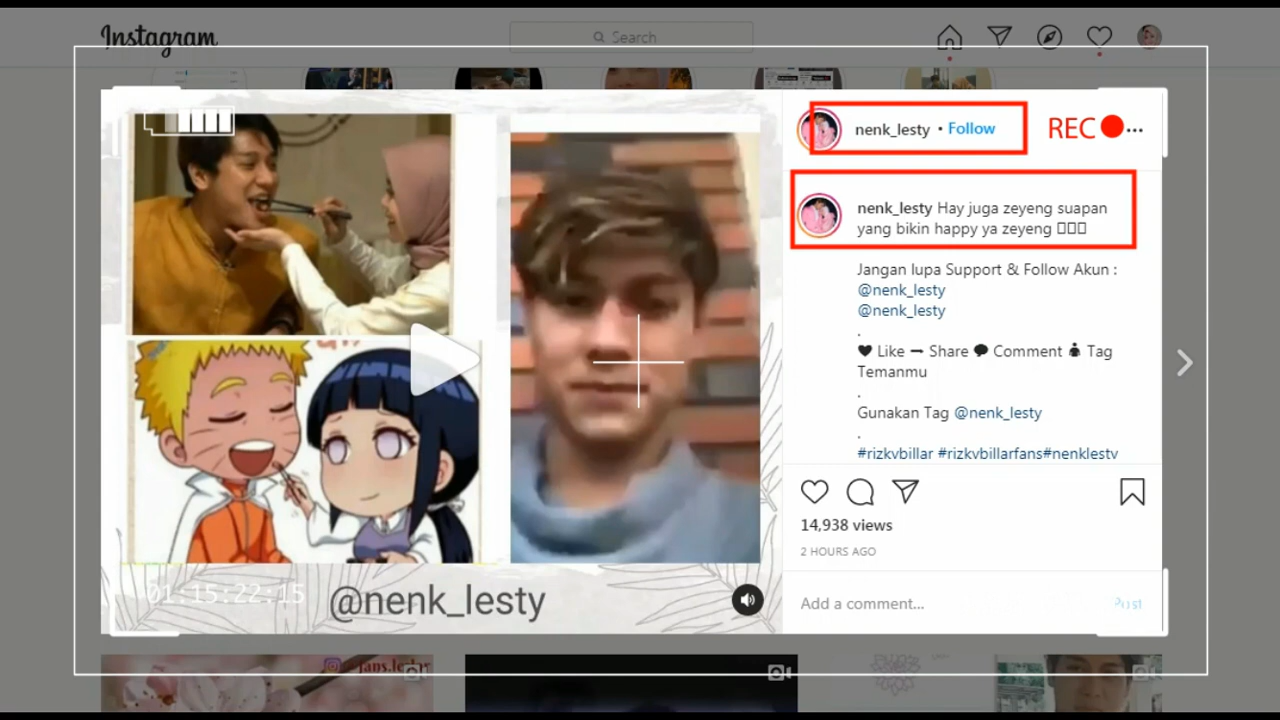 Instagram
Search
nenk_lesty • Follow
REC
nenk_lesty Hay juga zeyeng suapan
yang bikin happy ya zeyeng
Jangan lupa Support & Follow Akun :
@nenk_lesty
@nenk_lesty
.
Like Share Comment Tag
Temanmu
.
Gunakan Tag @nenk_lesty
.
#rizkybillar #rizkybillarfans#nenklesty
14,938 views
2 HOURS AGO
01:15:22:15
@nenk_lesty
Add a comment...
Post